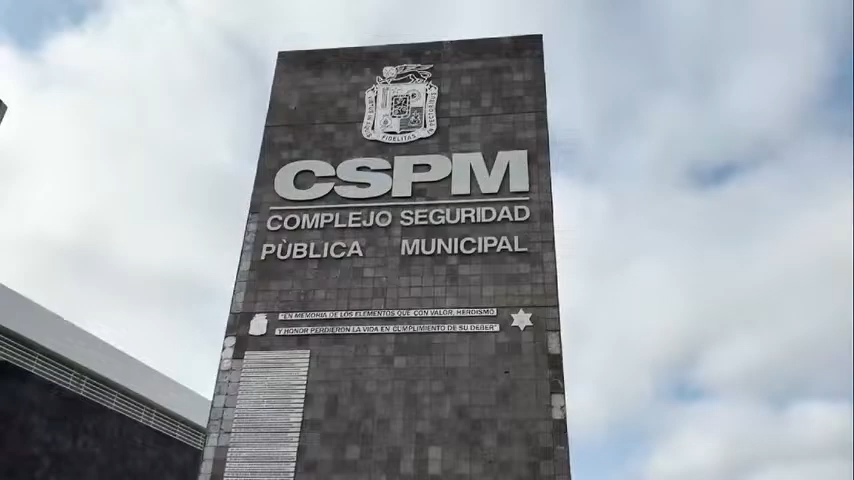 FIDELITAS
CSPM
COMPLEJO SEGURIDAD
PÙBLICA MUNICIPAL
"EN MEMORIA DE LOS ELEMENTOS QUE CON VALOR, HEROISMO
Y HONOR PERDIERON LA VIDA EN CUMPLIMIENTO DE SU DEBER"